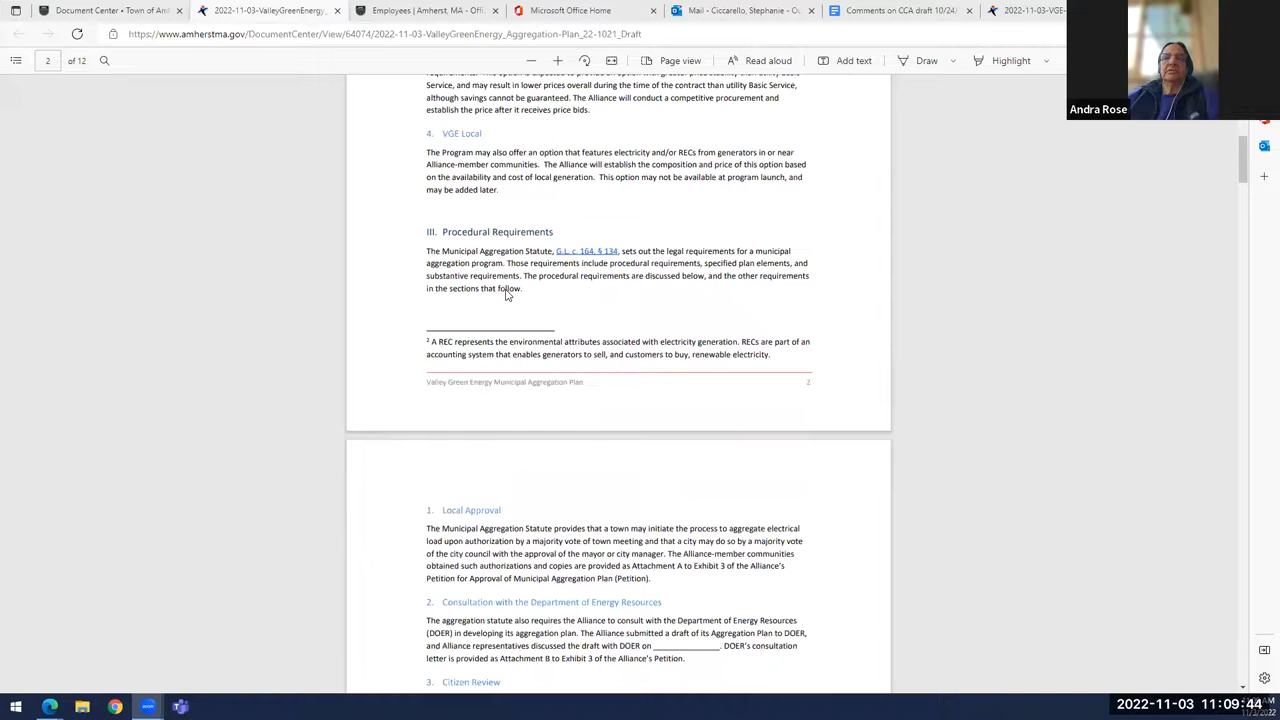 Document Center • Town of Amh
2022-11-03-ValleyGreenEnergy_
Employees | Amherst, MA - Offi
Microsoft Office Home
Mail - Ciccarello, Stephanie - Ou
Comments on CCA draft 10/24/
2022-11-03-VGE-
https://www.amherstma.gov/DocumentCenter/View/64074/2022-11-03-ValleyGreenEnergy_Aggregation-Plan_22-1021_Draft
2 of 12
Page view
Read aloud
Add text
Draw
Highlight
Andra Rose
Service, and may result in lower prices overall during the time of the contract than utility Basic Service,
although savings cannot be guaranteed. The Alliance will conduct a competitive procurement and
establish the price after it receives price bids.
4. VGE Local
The Program may also offer an option that features electricity and/or RECs from generators in or near
Alliance-member communities. The Alliance will establish the composition and price of this option based
on the availability and cost of local generation. This option may not be available at program launch, and
may be added later.
III. Procedural Requirements
The Municipal Aggregation Statute, G.L. c. 164, § 134, sets out the legal requirements for a municipal
aggregation program. Those requirements include procedural requirements, specified plan elements, and
substantive requirements. The procedural requirements are discussed below, and the other requirements
in the sections that follow.
2 A REC represents the environmental attributes associated with electricity generation. RECs are part of an
accounting system that enables generators to sell, and customers to buy, renewable electricity.
Valley Green Energy Municipal Aggregation Plan 2
1. Local Approval
The Municipal Aggregation Statute provides that a town may initiate the process to aggregate electrical
load upon authorization by a majority vote of town meeting and that a city may do so by a majority vote
of the city council with the approval of the mayor or city manager. The Alliance-member communities
obtained such authorizations and copies are provided as Attachment A to Exhibit 3 of the Alliance's
Petition for Approval of Municipal Aggregation Plan (Petition).
2. Consultation with the Department of Energy Resources
The aggregation statute also requires the Alliance to consult with the Department of Energy Resources
(DOER) in developing its aggregation plan. The Alliance submitted a draft of its Aggregation Plan to DOER,
and Alliance representatives discussed the draft with DOER on _______________. DOER's consultation
letter is provided as Attachment B to Exhibit 3 of the Alliance's Petition.
3. Citizen Review
2022-11-03 11:09:44